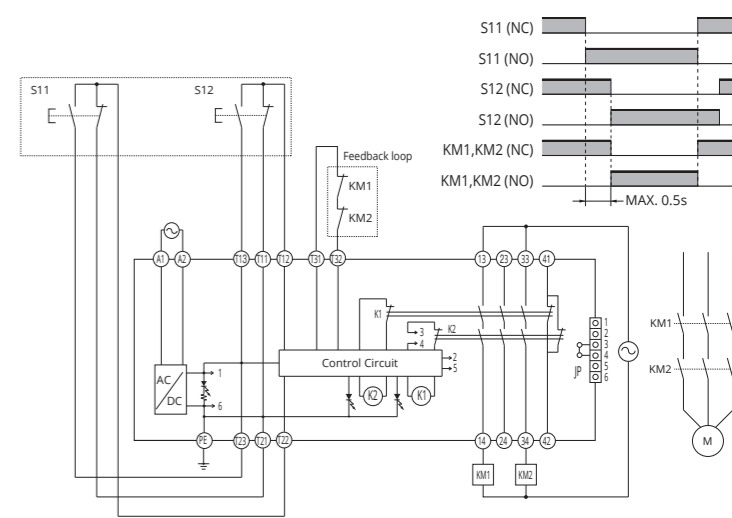 S11 (NC)
S11 (NO)
S12 (NC)
S12 (NO)
KM1,KM2 (NC)
KM1,KM2 (NO)
MAX. 0.5s
S11
S12
Feedback loop
KM1
KM2
A1 A2 T13 T11 T12 T31 T32 13 23 33 41
K1
3
K2
4
Control Circuit
2
5
AC
DC
1
6
K2
K1
JP
1
2
3
4
5
6
KM1
KM2
M
PE T23 T21 T22 14 24 34 42
KM1
KM2